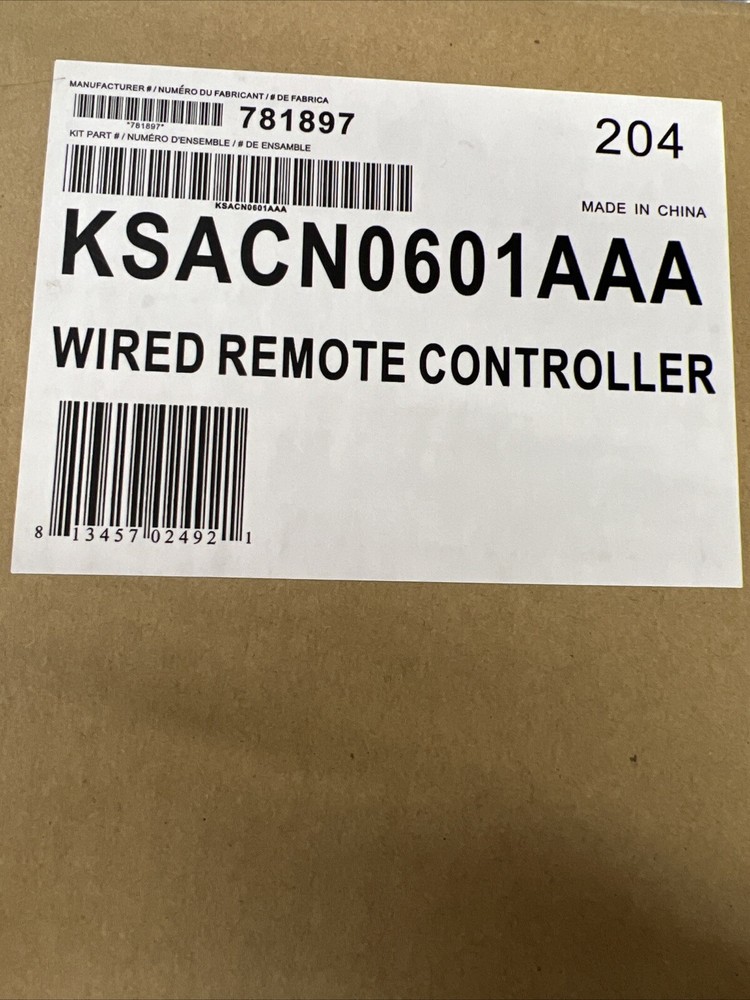 MANUFACTURER # / NUMÉRO DU FABRICANT / # DE FABRICA
781897
*781897*
204
KIT PART # / NUMÉRO D'ENSEMBLE / # DE ENSAMBLE
KSACN0601AAA
MADE IN CHINA
KSACN0601AAA
WIRED REMOTE CONTROLLER
8 13457 02492 1